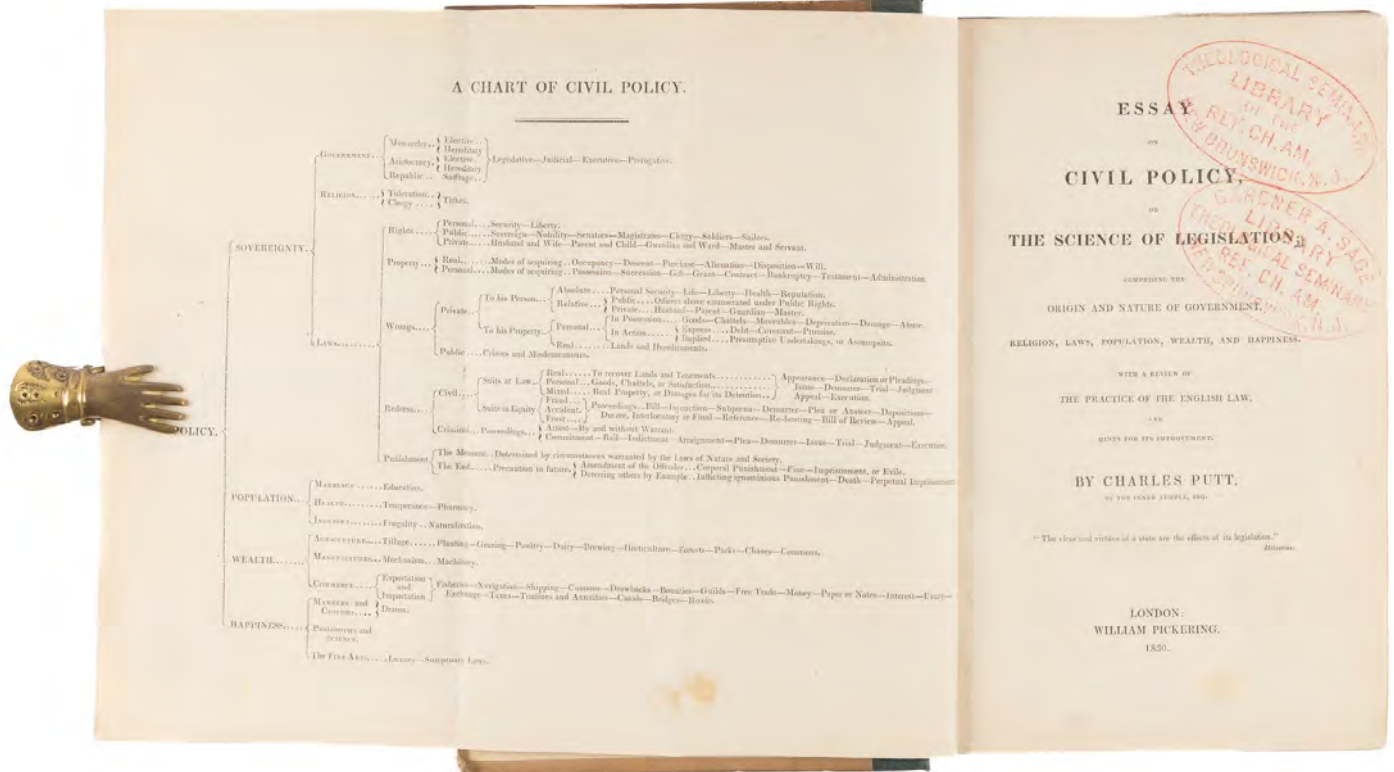 A CHART OF CIVIL POLICY.
POLICY.
SOVEREIGNTY.
GOVERNMENT..
Monarchy.. Elective..
Hereditary
Aristocracy. Elective.
Hereditary
Republic.. Suffrage..
Legislative—Judicial—Executive—Prerogative.
RELIGION......
Toleration..
Clergy.....
Tithes.
LAWS........
Rights....
Personal....Security—Liberty.
Public.....Sovereign—Nobility—Senators—Magistrates—Clergy—Soldiers—Sailors.
Private.....Husband and Wife—Parent and Child—Guardian and Ward—Master and Servant.
Property..
Real.......Modes of acquiring..Occupancy—Descent—Purchase—Alienation—Disposition—Will.
Personal....Modes of acquiring..Possession—Succession—Gift—Grant—Contract—Bankruptcy—Testament—Administration
Wrongs....
Private..
To his Person...
Absolute....Personal Security—Life—Liberty—Health—Reputation.
Relative...
Public....Officers above enumerated under Public Rights.
Private....Husband—Parent—Guardian—Master.
To his Property.
Personal....
In Possession.....Goods—Chattels—Moveables—Deprivation—Damage—Abuse.
In Action.....
Express....Debt—Covenant—Promise.
Implied....Presumptive Undertakings, or Assumpsits.
Real........Lands and Hereditaments.
Public..Crimes and Misdemeanours.
Redress....
Civil....
Suits at Law..
Real......To recover Lands and Tenements
Personal...Goods, Chattels, or Satisfaction
Mixed.....Real Property, or Damages for its Detention..
Appearance—Declaration or Pleadings—
Issue—Demurrer—Trial—Judgment
Appeal—Execution.
Suits in Equity
Fraud...
Accident.
Trust....
Proceedings..Bill—Injunction—Subpœna—Demurrer—Plea or Answer—Depositions—
Decree, Interlocutory or Final—Reference—Re-hearing—Bill of Review—Appeal.
Criminal..Proceedings..
Arrest—By and without Warrant.
Commitment—Bail—Indictment—Arraignment—Plea—Demurrer—Issue—Trial—Judgment—Execution.
Punishment
The Measure..Determined by circumstances warranted by the Laws of Nature and Society.
The End......Precaution in future.
Amendment of the Offender...Corporal Punishment—Fine—Imprisonment, or Exile.
Deterring others by Example..Inflicting ignominious Punishment—Death—Perpetual Imprisonment
POPULATION...
MARRIAGE.......Education.
HEALTH.........Temperance—Pharmacy.
INDUSTRY........Frugality..Naturalization.
WEALTH.......
AGRICULTURE....Tillage......Planting—Grazing—Poultry—Dairy—Brewing—Horticulture—Forests—Parks—Chases—Commons.
MANUFACTURES...Mechanism...Machinery.
COMMERCE.....
Exportation
and
Importation
Fisheries—Navigation—Shipping—Customs—Drawbacks—Bounties—Guilds—Free Trade—Money—Paper or Notes—Interest—Usury—
Exchange—Taxes—Tontines and Annuities—Canals—Bridges—Roads.
HAPPINESS.....
MANNERS and
CUSTOMS....
Drama.
PHILOSOPHY and
SCIENCE.
The FINE ARTS.....Luxury—Sumptuary Laws.
ESSAY
ON
CIVIL POLICY,
OR
THE SCIENCE OF LEGISLATION;
COMPRISING THE
ORIGIN AND NATURE OF GOVERNMENT,
RELIGION, LAWS, POPULATION, WEALTH, AND HAPPINESS.
WITH A REVIEW OF
THE PRACTICE OF THE ENGLISH LAW,
AND
HINTS FOR ITS IMPROVEMENT.
BY CHARLES PUTT,
OF THE INNER TEMPLE, ESQ.
"The vices and virtues of a state are the effects of its legislation."
Helvetius.
LONDON:
WILLIAM PICKERING.
1830.
THEOLOGICAL SEMINARY
LIBRARY
OF THE
REF. CH. AM.
NEW BRUNSWICK, N. J.
GARDNER A. SAGE
LIBRARY
THEOLOGICAL SEMINARY
REF. CH. AM.
NEW BRUNSWICK, N. J.